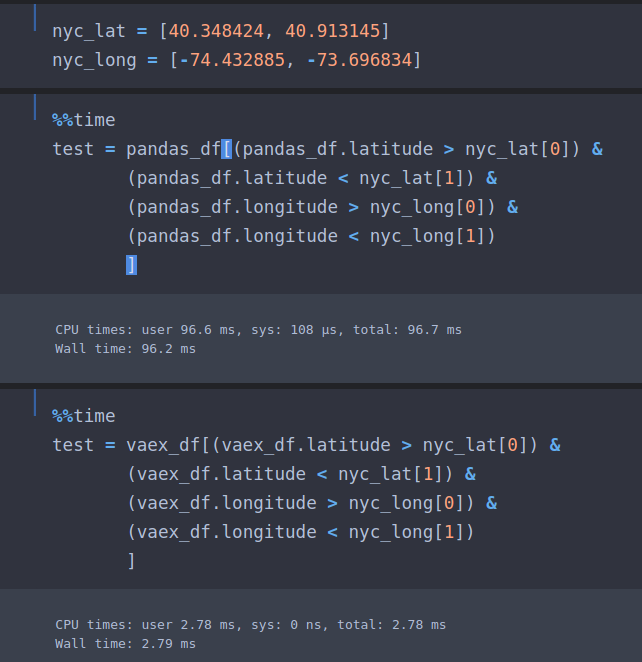 nyc_lat = [40.348424, 40.913145]
nyc_long = [-74.432885, -73.696834]
%%time
test = pandas_df[(pandas_df.latitude > nyc_lat[0]) &
(pandas_df.latitude < nyc_lat[1]) &
(pandas_df.longitude > nyc_long[0]) &
(pandas_df.longitude < nyc_long[1])
]
CPU times: user 96.6 ms, sys: 108 µs, total: 96.7 ms
Wall time: 96.2 ms
%%time
test = vaex_df[(vaex_df.latitude > nyc_lat[0]) &
(vaex_df.latitude < nyc_lat[1]) &
(vaex_df.longitude > nyc_long[0]) &
(vaex_df.longitude < nyc_long[1])
]
CPU times: user 2.78 ms, sys: 0 ns, total: 2.78 ms
Wall time: 2.79 ms